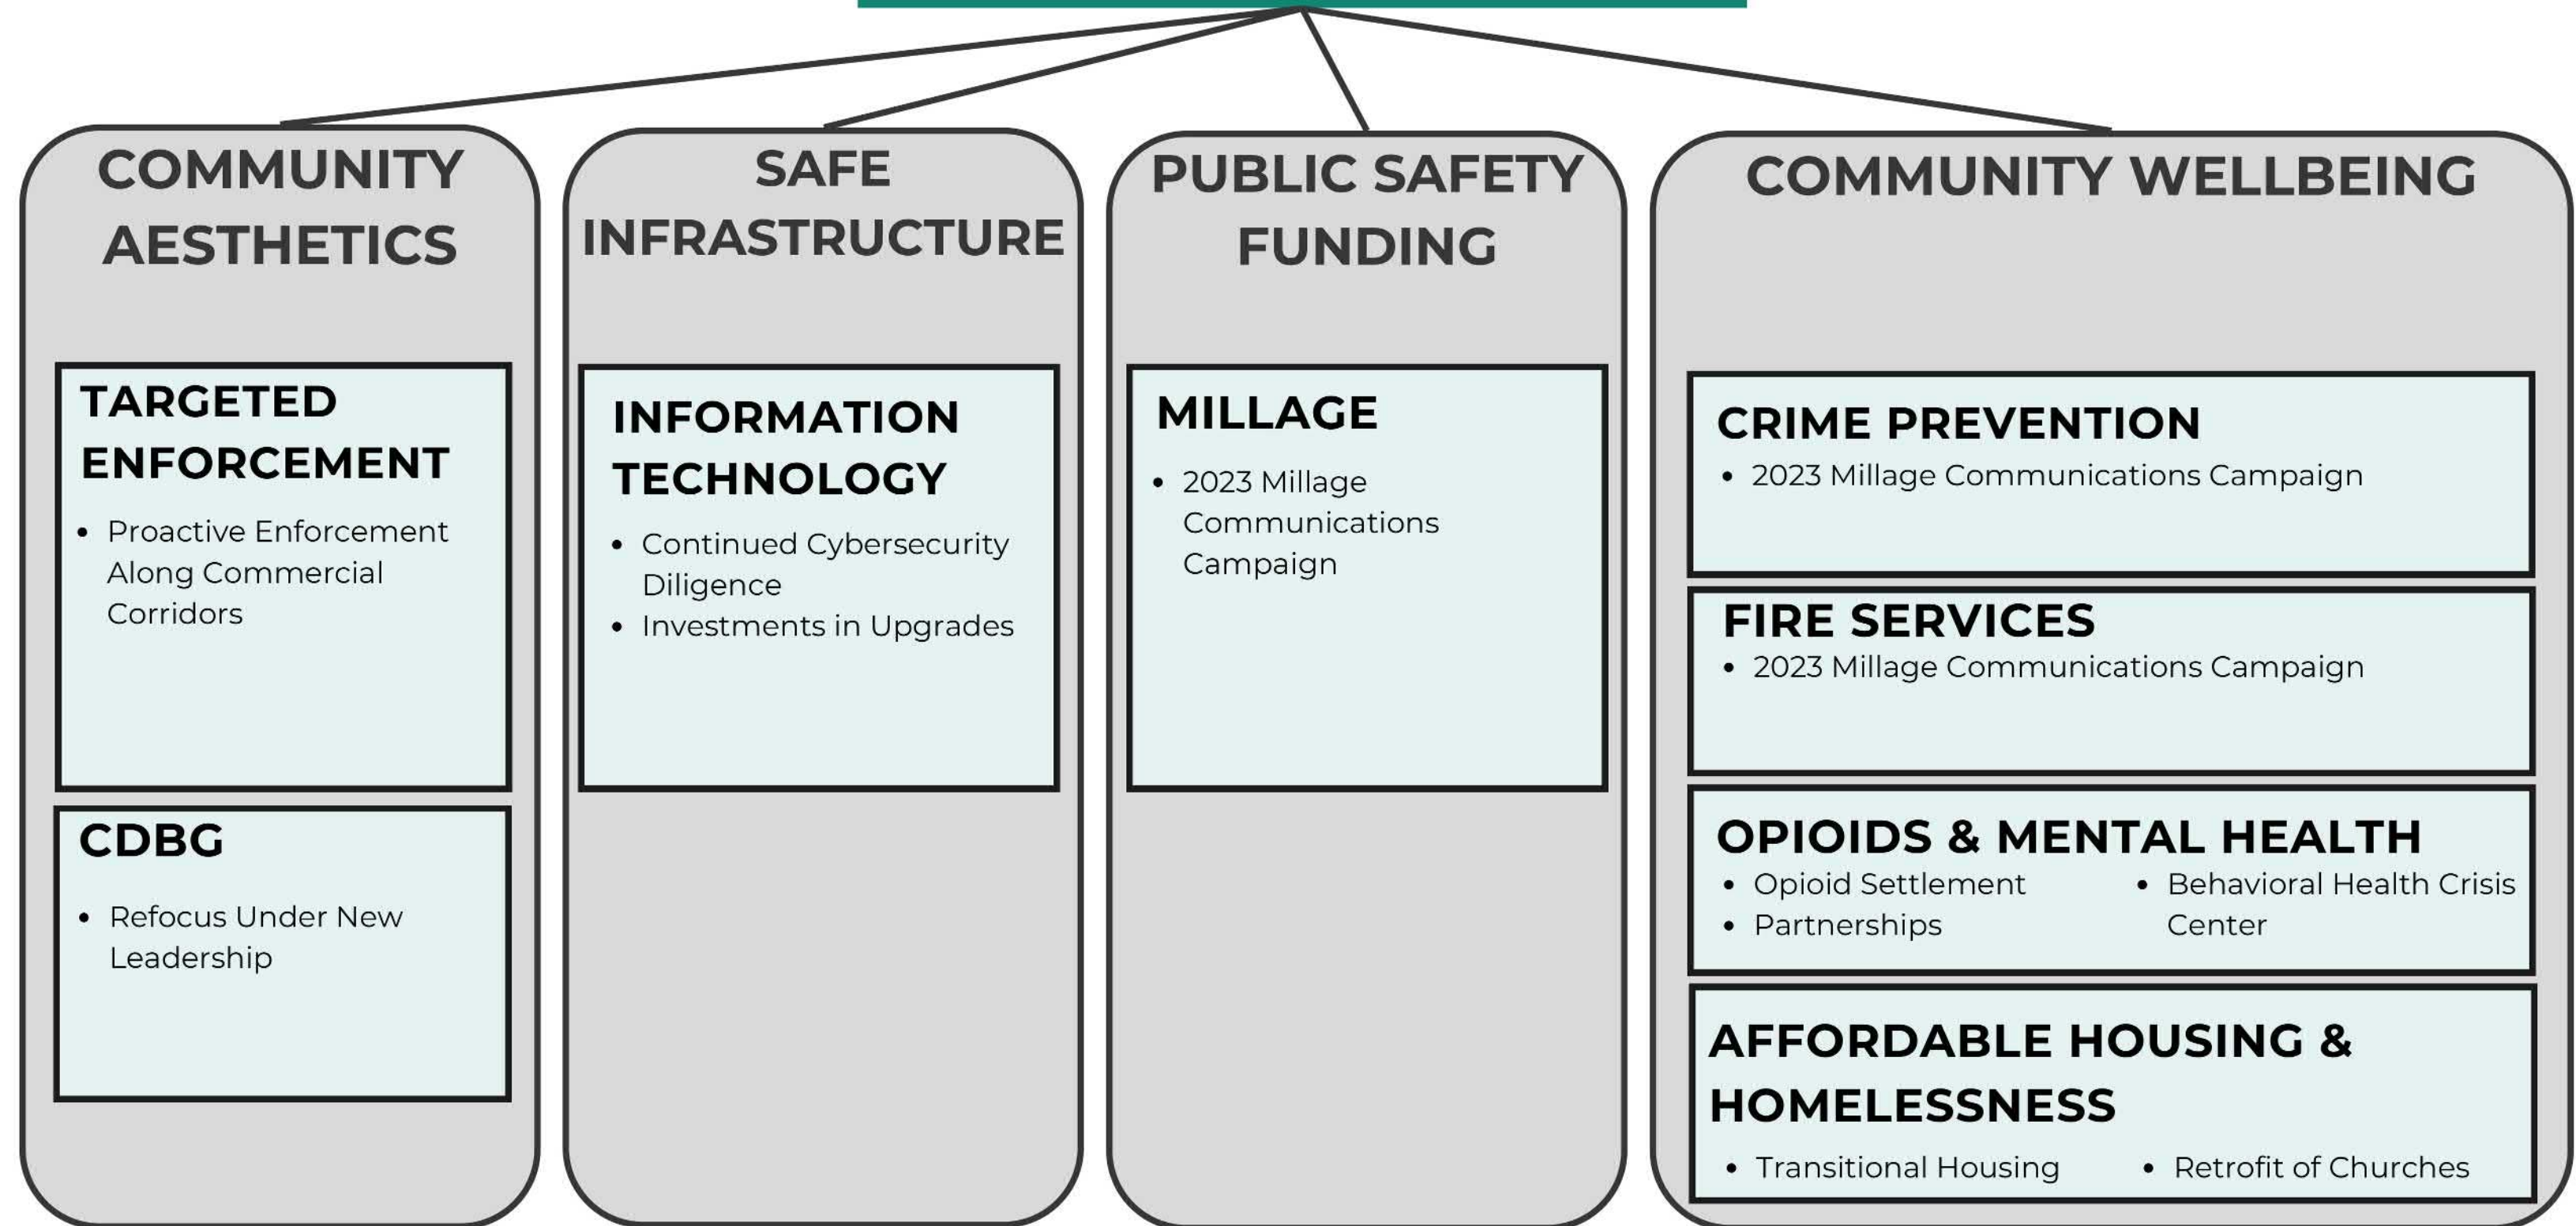 COMMUNITY
AESTHETICS
TARGETED
ENFORCEMENT
• Proactive Enforcement
Along Commercial
Corridors
CDBG
• Refocus Under New
Leadership
SAFE
INFRASTRUCTURE
INFORMATION
TECHNOLOGY
• Continued Cybersecurity
Diligence
• Investments in Upgrades
PUBLIC SAFETY
FUNDING
MILLAGE
• 2023 Millage
Communications
Campaign
COMMUNITY WELLBEING
CRIME PREVENTION
• 2023 Millage Communications Campaign
FIRE SERVICES
• 2023 Millage Communications Campaign
OPIOIDS & MENTAL HEALTH
• Opioid Settlement
• Partnerships
• Behavioral Health Crisis
Center
AFFORDABLE HOUSING &
HOMELESSNESS
• Transitional Housing
• Retrofit of Churches